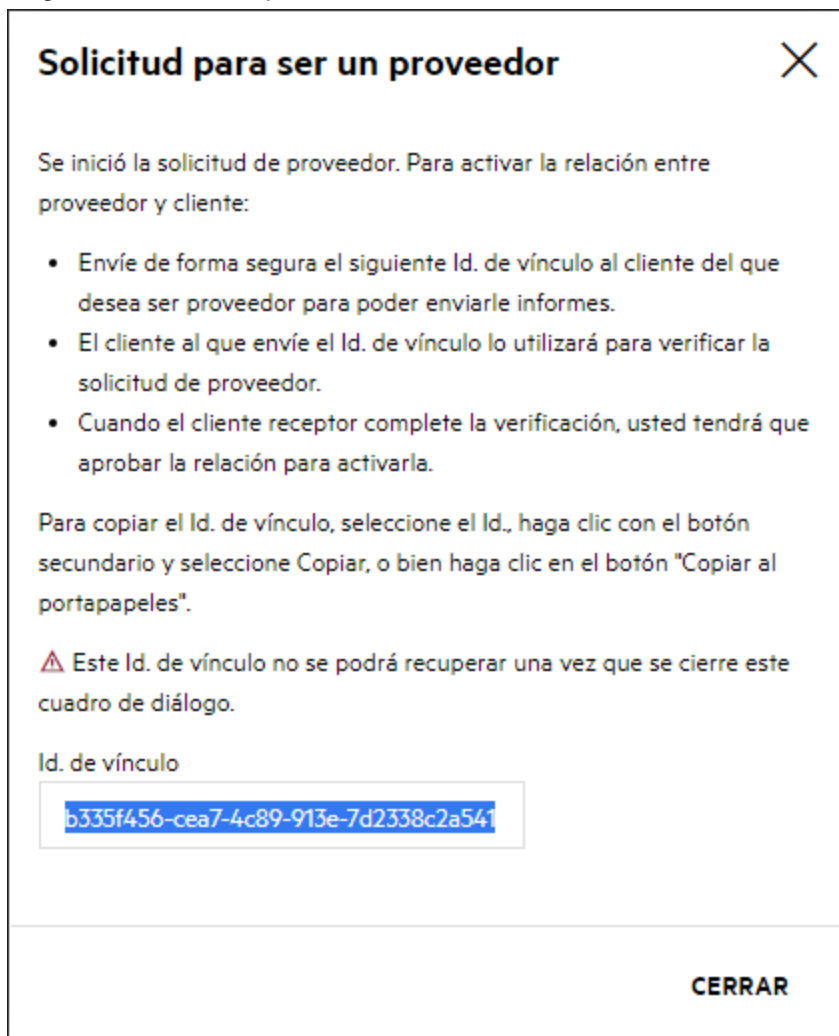 Solicitud para ser un proveedor
Se inició la solicitud de proveedor. Para activar la relación entre
proveedor y cliente:
• Envíe de forma segura el siguiente Id. de vínculo al cliente del que
desea ser proveedor para poder enviarle informes.
• El cliente al que envíe el Id. de vínculo lo utilizará para verificar la
solicitud de proveedor.
• Cuando el cliente receptor complete la verificación, usted tendrá que
aprobar la relación para activarla.
Para copiar el Id. de vínculo, seleccione el Id., haga clic con el botón
secundario y seleccione Copiar, o bien haga clic en el botón "Copiar al
portapapeles".
⚠ Este Id. de vínculo no se podrá recuperar una vez que se cierre este
cuadro de diálogo.
Id. de vínculo
b335f456-cea7-4c89-913e-7d2338c2a541
CERRAR